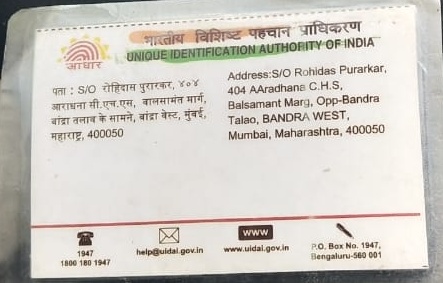 भारतीय विशिष्ट पहचान प्राधिकरण
UNIQUE IDENTIFICATION AUTHORITY OF INDIA
आधार
पता : S/O रोहिदास पुरारकर, ४०४
आराधना सी.एच.एस, बालसामंत मार्ग,
बांद्रा तलाव के सामने, बांद्रा वेस्ट, मुंबई,
महाराष्ट्र, 400050
Address:S/O Rohidas Purarkar,
404 AAradhana C.H.S,
Balsamant Marg, Opp-Bandra
Talao, BANDRA WEST,
Mumbai, Maharashtra, 400050
1947
1800 180 1947
help@uidai.gov.in
www
www.uidai.gov.in
P.O. Box No. 1947,
Bengaluru-560 001